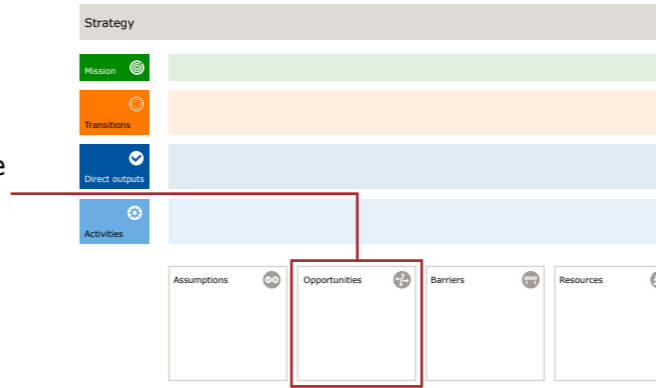 Strategy
Mission
Transitions
e
Direct outputs
Activities
Assumptions
Opportunities
Barriers
Resources